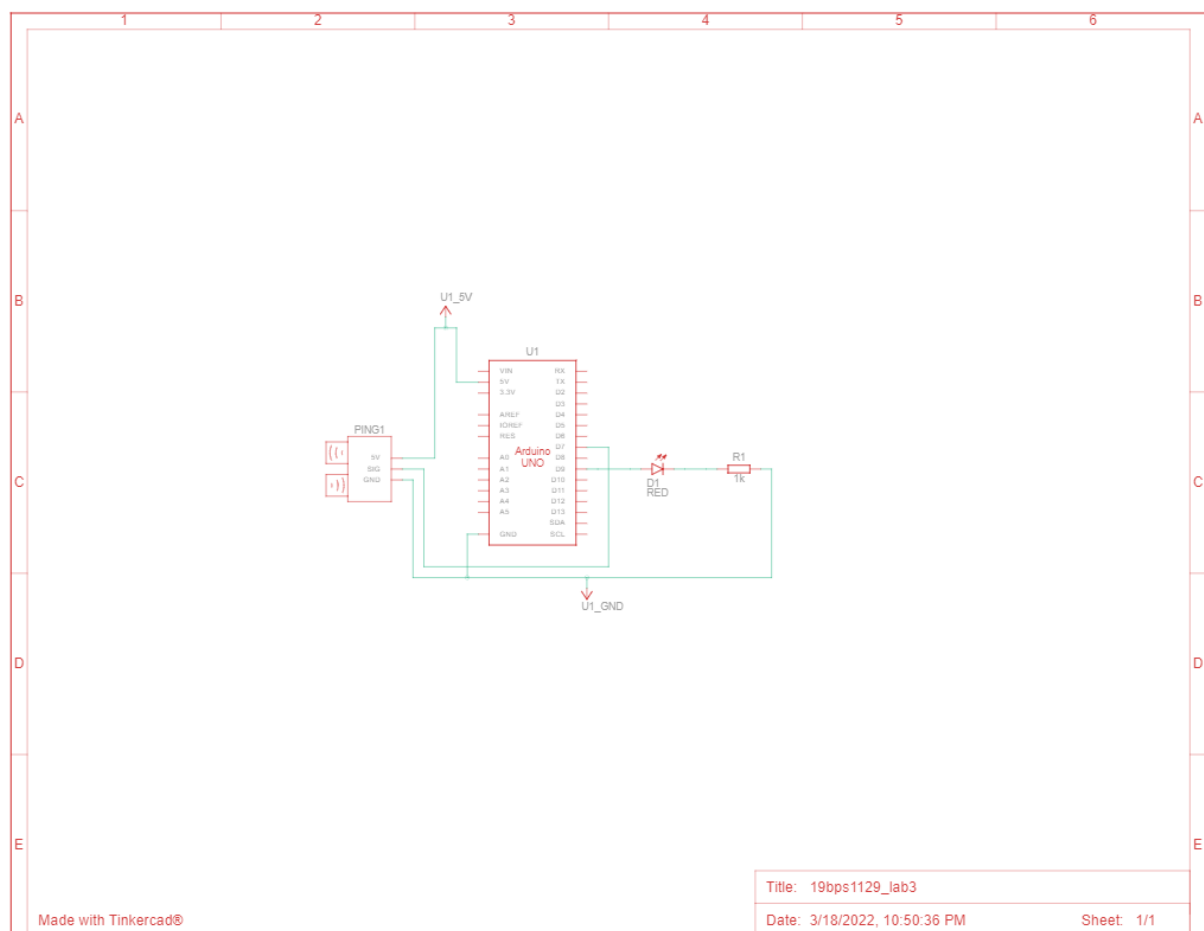 1 2 3 4 5 6
A A
B B
U1_5V
U1
VIN RX
5V TX
3.3V D2
D3
AREF D4
IOREF D5
RES D6
PING1
D7
Arduino
UNO
5V A0 D8
SIG A1 D9
GND A2 D10
A3 D11
A4 D12
A5 D13
SDA
GND SCL
D1
RED
R1
1k
C C
U1_GND
D D
E E
Title: 19bps1129_lab3
Made with Tinkercad®
Date: 3/18/2022, 10:50:36 PM Sheet: 1/1